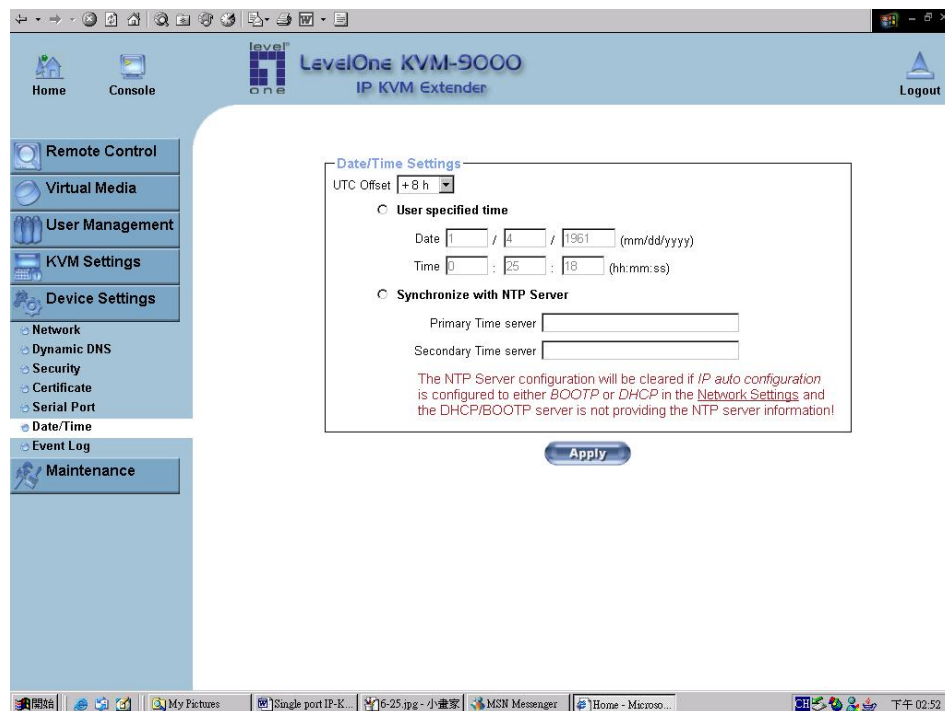 level
one
LevelOne KVM-9000
IP KVM Extender
Home
Console
Logout
Remote Control
Virtual Media
User Management
KVM Settings
Device Settings
Network
Dynamic DNS
Security
Certificate
Serial Port
Date/Time
Event Log
Maintenance
Date/Time Settings
UTC Offset +8 h
User specified time
Date 1 / 4 / 1961 (mm/dd/yyyy)
Time 0 : 25 : 18 (hh:mm:ss)
Synchronize with NTP Server
Primary Time server
Secondary Time server
The NTP Server configuration will be cleared if IP auto configuration
is configured to either BOOTP or DHCP in the Network Settings and
the DHCP/BOOTP server is not providing the NTP server information!
Apply
開始 My Pictures Single port IP-K... 6-25.jpg - 小畫家 MSN Messenger Home - Microso... CH 下午 02:52